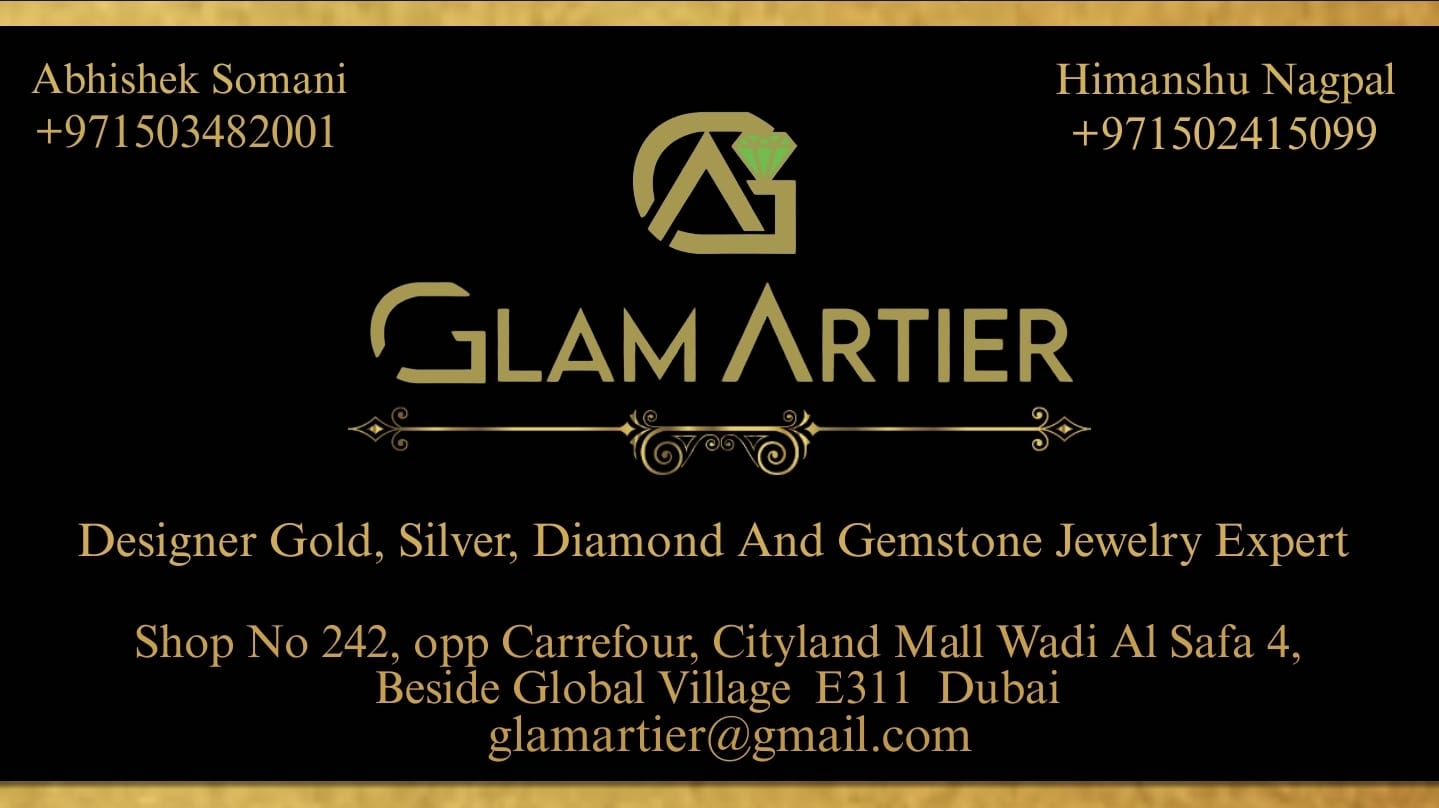 Abhishek Somani
+971503482001
Himanshu Nagpal
+971502415099
GLAM ARTIER
Designer Gold, Silver, Diamond And Gemstone Jewelry Expert
Shop No 242, opp Carrefour, Cityland Mall Wadi Al Safa 4,
Beside Global Village E311 Dubai
glamartier@gmail.com